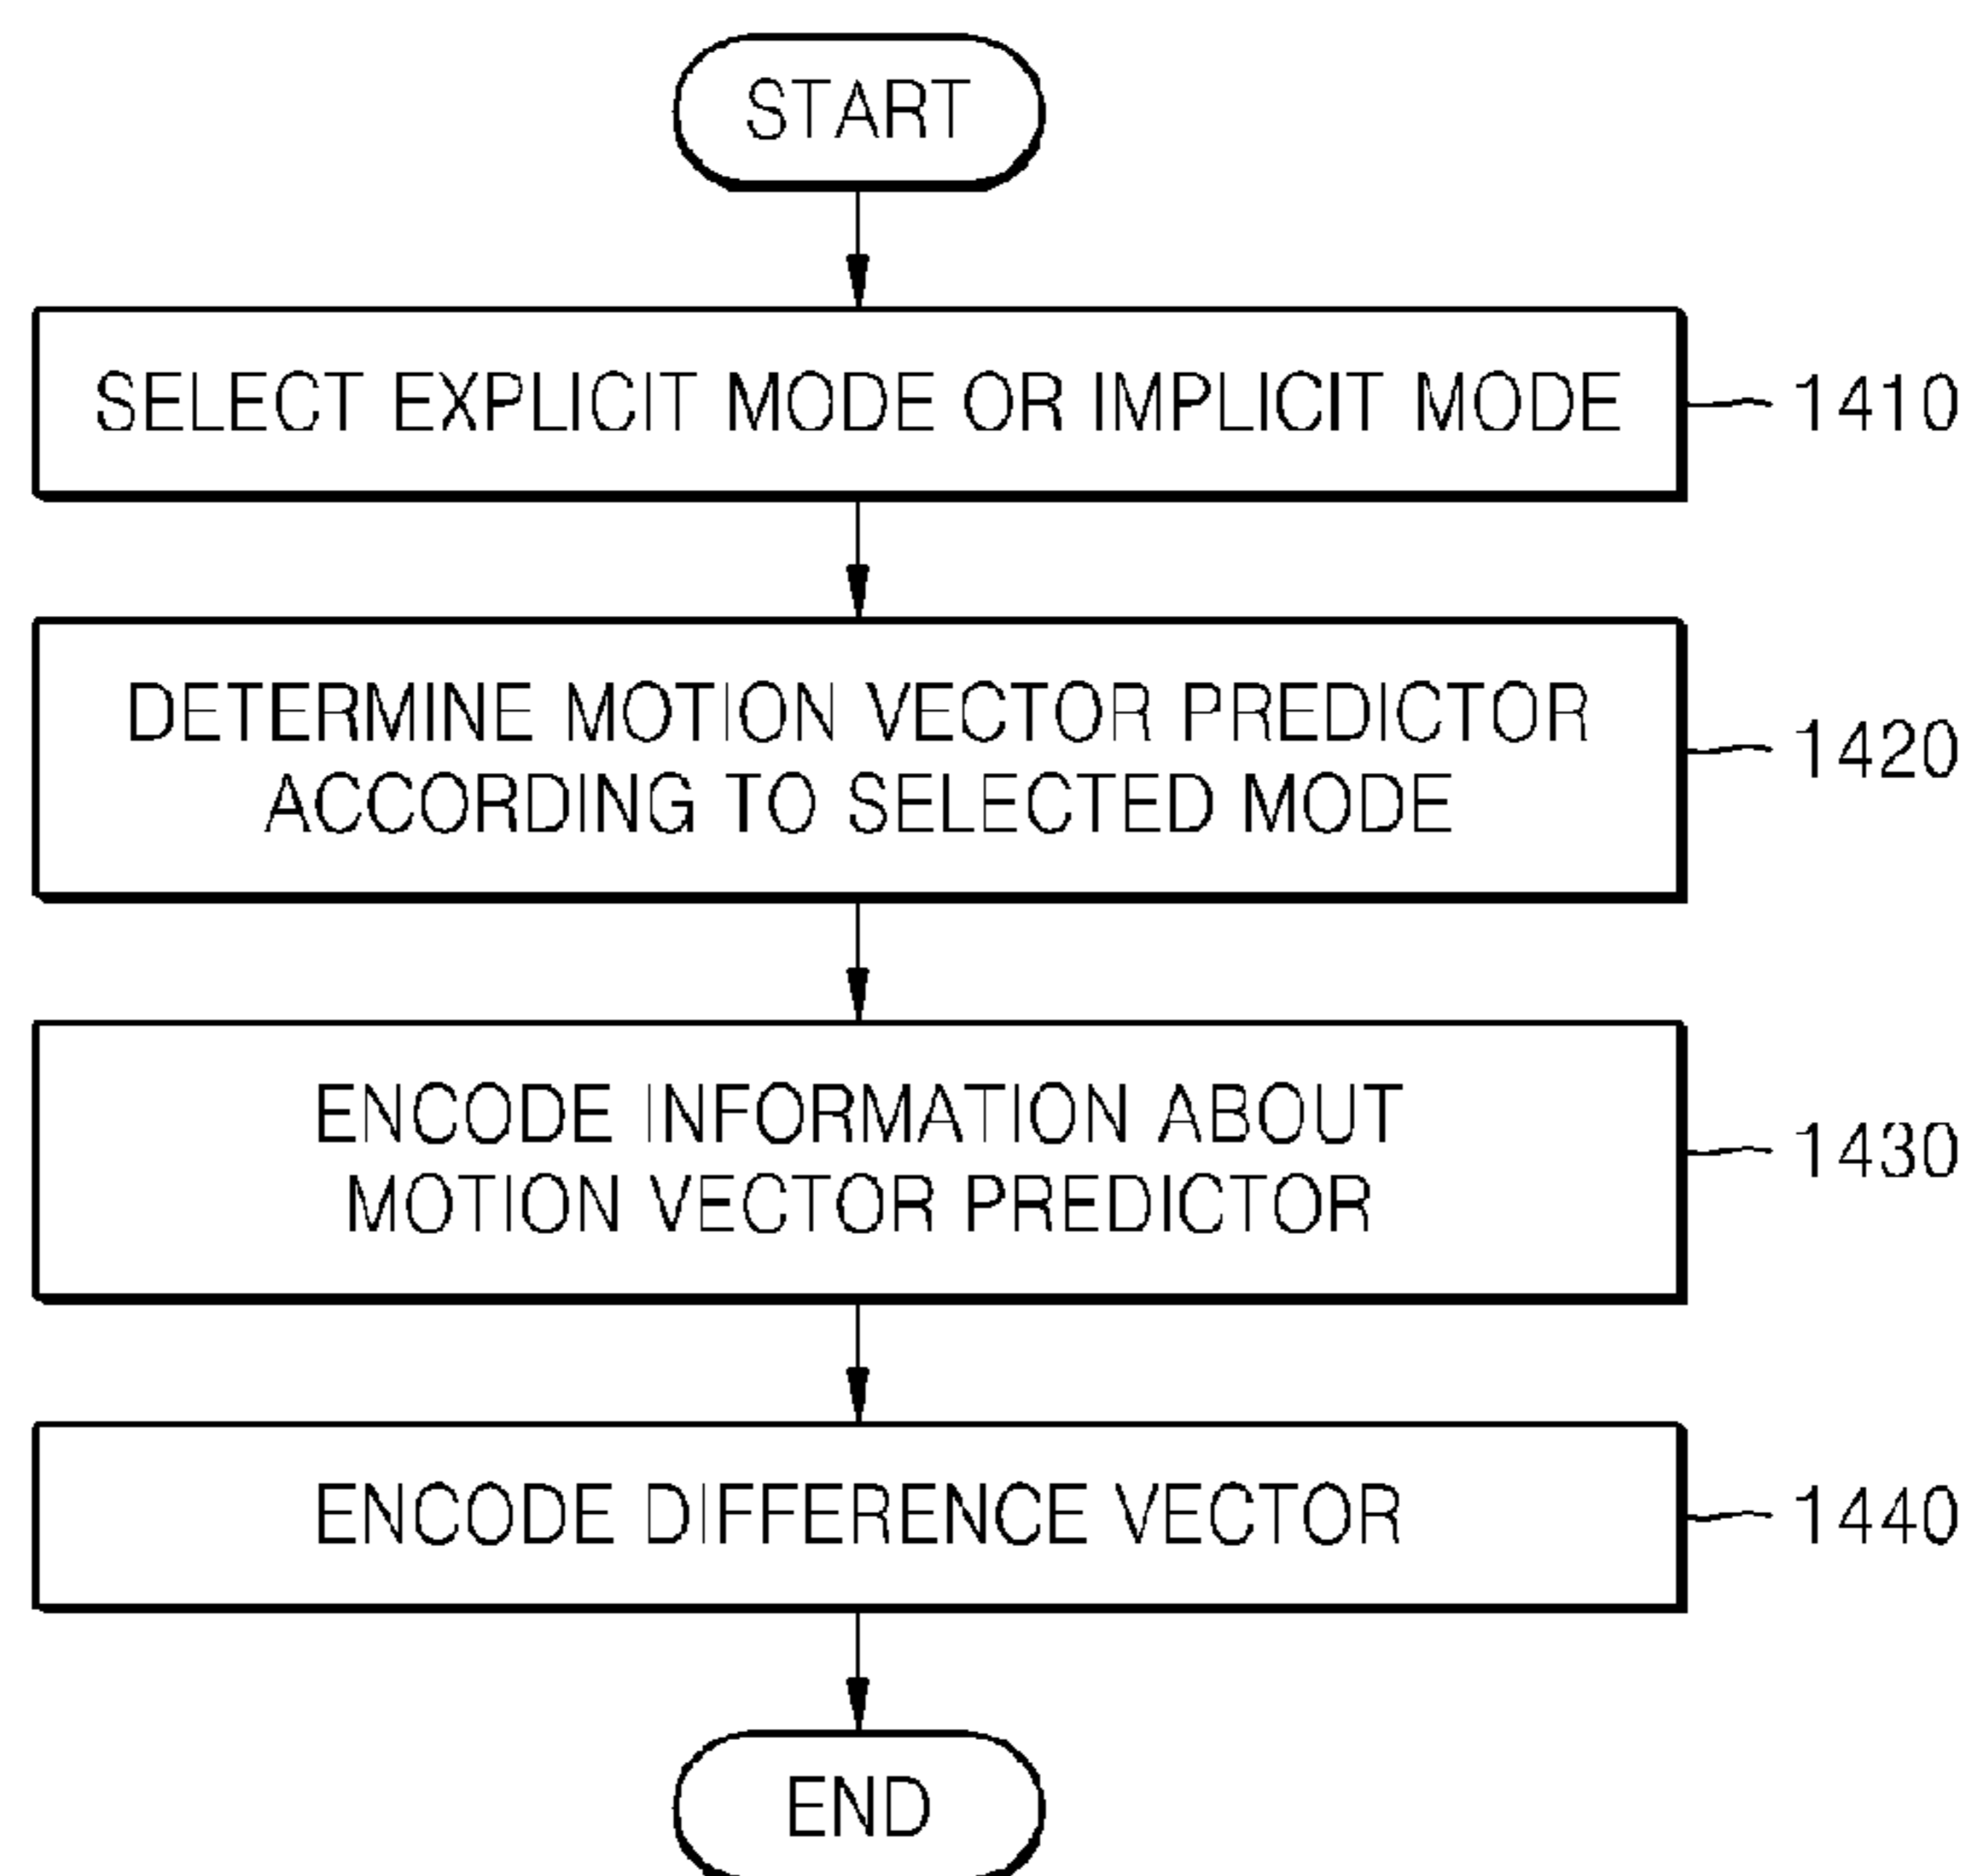 START
SELECT EXPLICIT MODE OR IMPLICIT MODE
1410
DETERMINE MOTION VECTOR PREDICTOR
ACCORDING TO SELECTED MODE
1420
ENCODE INFORMATION ABOUT
MOTION VECTOR PREDICTOR
1430
ENCODE DIFFERENCE VECTOR
1440
END